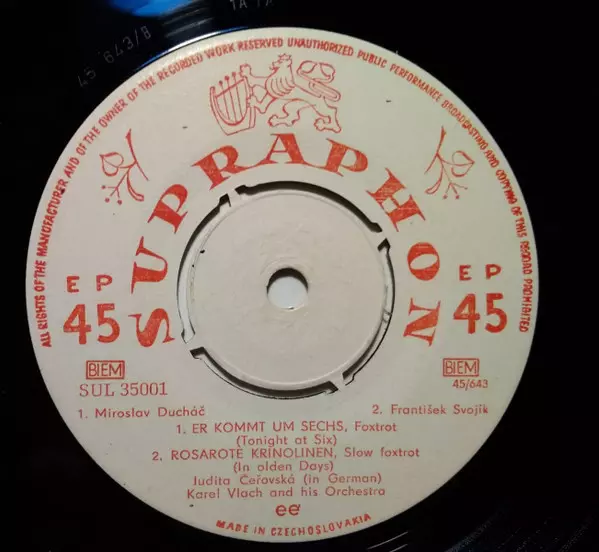 45 643/B
ALL RIGHTS OF THE MANUFACTURER AND OF THE OWNER OF THE RECORDED WORK RESERVED UNAUTHORIZED PUBLIC PERFORMANCE BROADCASTING AND COPYING OF THIS RECORD PROHIBITED
SUPRAPHON
EP EP
45 45
BIEM BIEM
SUL 35001 45/643
1. Miroslav Ducháč 2. František Svojík
1. ER KOMMT UM SECHS, Foxtrot
(Tonight at Six)
2. ROSAROTE KRINOLINEN, Slow foxtrot
(In olden Days)
Judita Čeřovská (in German)
Karel Vlach and his Orchestra
eé
MADE IN CZECHOSLOVAKIA